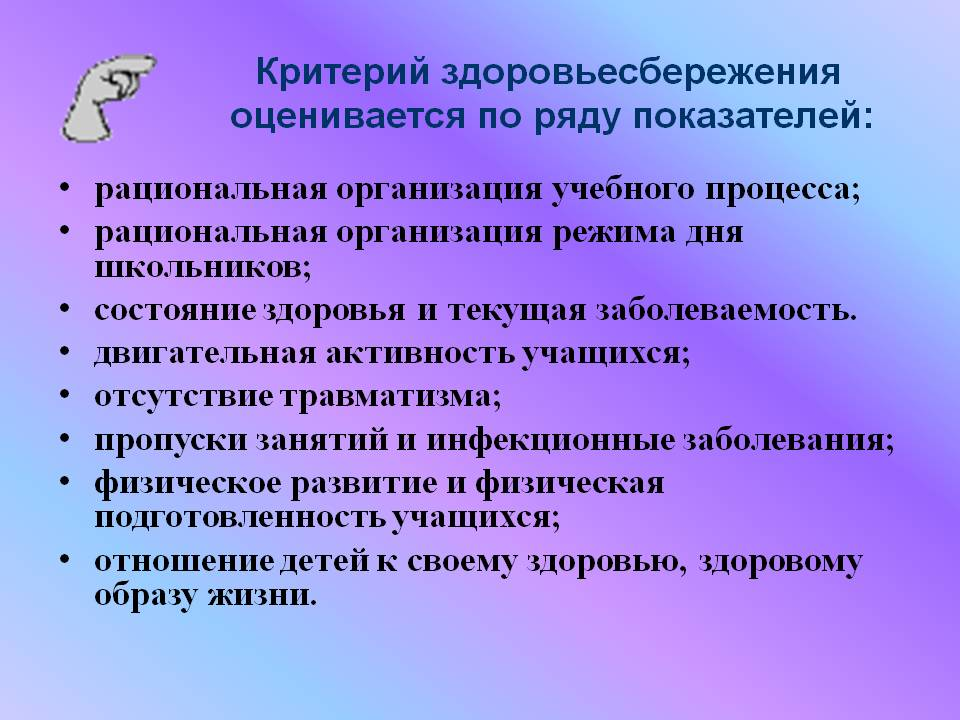 Критерий здоровьесбережения
оценивается по ряду показателей:
• рациональная организация учебного процесса;
• рациональная организация режима дня
школьников;
• состояние здоровья и текущая заболеваемость.
• двигательная активность учащихся;
• отсутствие травматизма;
• пропуски занятий и инфекционные заболевания;
• физическое развитие и физическая
подготовленность учащихся;
• отношение детей к своему здоровью, здоровому
образу жизни.